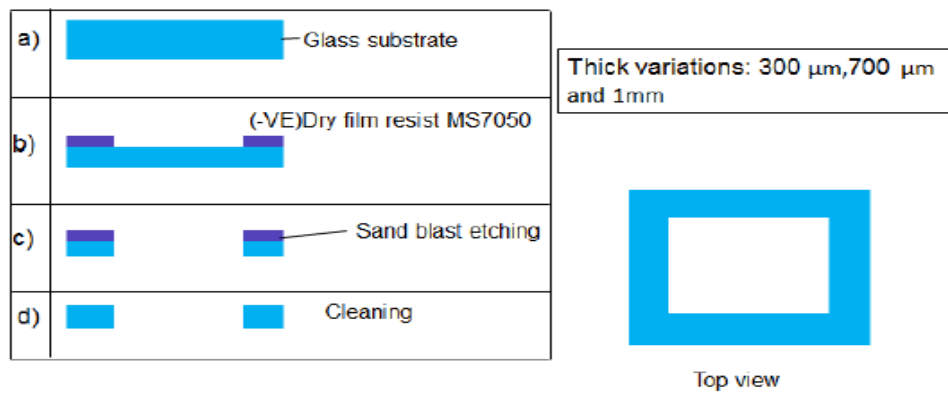 a)
Glass substrate
b)
(-VE)Dry film resist MS7050
c)
Sand blast etching
d)
Cleaning
Thick variations: 300 μm,700 μm
and 1mm
Top view